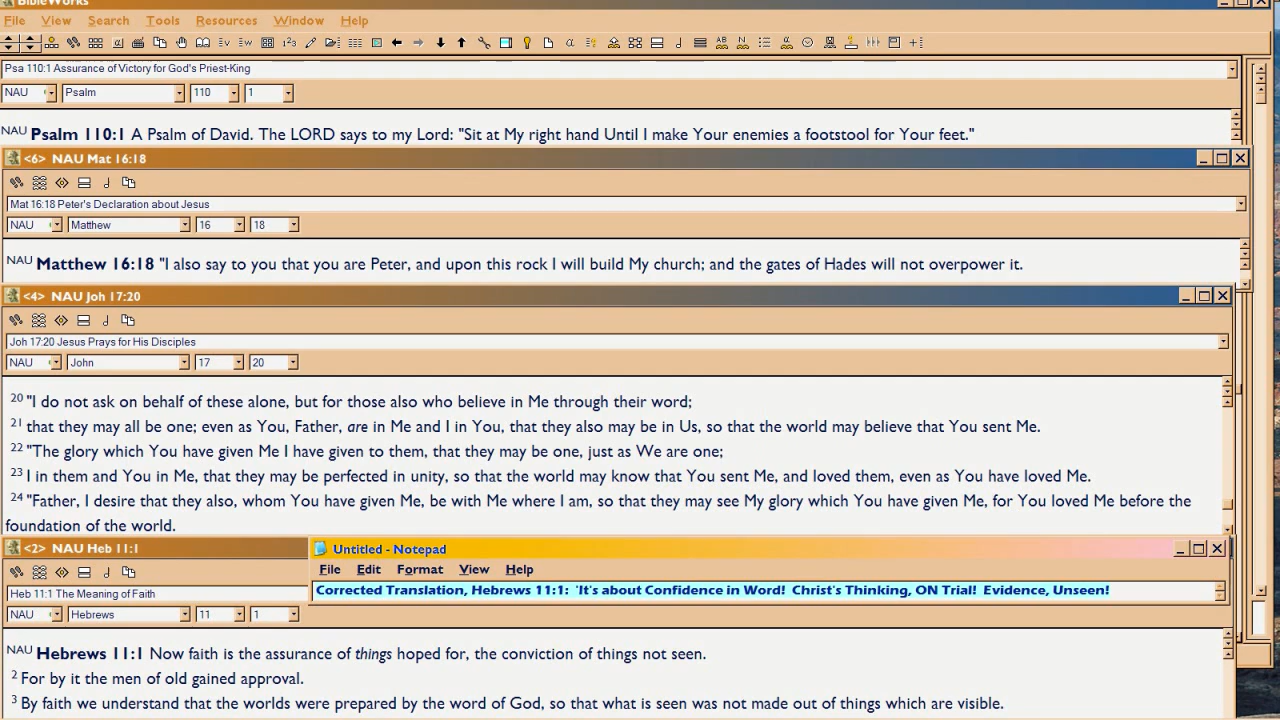 BibleWorks
File View Search Tools Resources Window Help
Psa 110:1 Assurance of Victory for God's Priest-King
NAU Psalm 110 1
NAU Psalm 110:1 A Psalm of David. The LORD says to my Lord: "Sit at My right hand Until I make Your enemies a footstool for Your feet."
<6> NAU Mat 16:18
Mat 16:18 Peter's Declaration about Jesus
NAU Matthew 16 18
NAU Matthew 16:18 "I also say to you that you are Peter, and upon this rock I will build My church; and the gates of Hades will not overpower it.
<4> NAU Joh 17:20
Joh 17:20 Jesus Prays for His Disciples
NAU John 17 20
20 "I do not ask on behalf of these alone, but for those also who believe in Me through their word;
21 that they may all be one; even as You, Father, are in Me and I in You, that they also may be in Us, so that the world may believe that You sent Me.
22 "The glory which You have given Me I have given to them, that they may be one, just as We are one;
23 I in them and You in Me, that they may be perfected in unity, so that the world may know that You sent Me, and loved them, even as You have loved Me.
24 "Father, I desire that they also, whom You have given Me, be with Me where I am, so that they may see My glory which You have given Me, for You loved Me before the
foundation of the world.
<2> NAU Heb 11:1
Untitled - Notepad
File Edit Format View Help
Corrected Translation, Hebrews 11:1: 'It's about Confidence in Word! Christ's Thinking, ON Trial! Evidence, Unseen!
Heb 11:1 The Meaning of Faith
NAU Hebrews 11 1
NAU Hebrews 11:1 Now faith is the assurance of things hoped for, the conviction of things not seen.
2 For by it the men of old gained approval.
3 By faith we understand that the worlds were prepared by the word of God, so that what is seen was not made out of things which are visible.